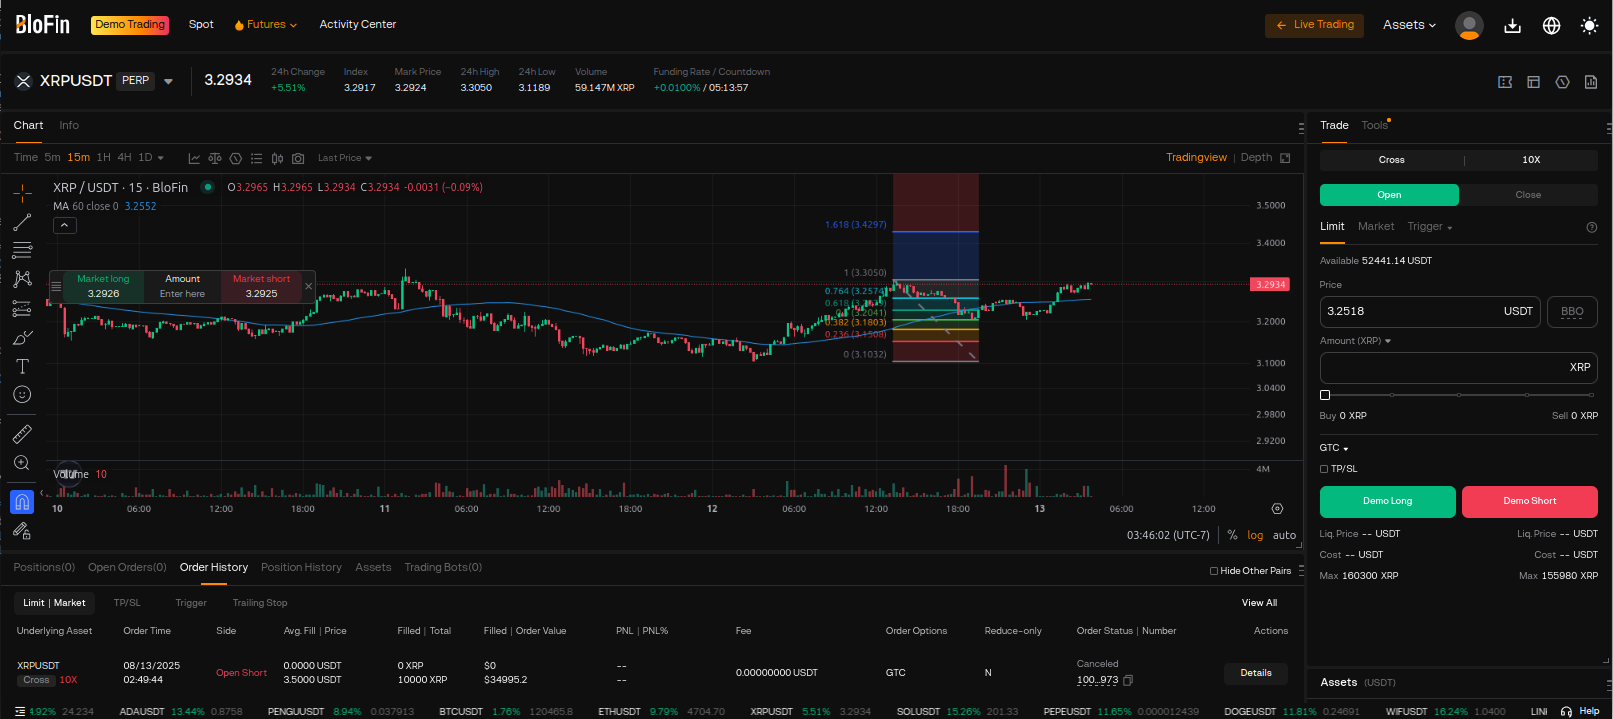 BloFin Demo Trading Spot Futures Activity Center Live Trading Assets
XRPUSDT PERP 3.2934
24h Change Index Mark Price 24h High 24h Low Volume Funding Rate / Countdown
+5.51% 3.2917 3.2924 3.3050 3.1189 59.147M XRP +0.0100% / 05:13:57
Chart Info
Time 5m 15m 1H 4H 1D Last Price Tradingview | Depth
XRP / USDT · 15 · BloFin O3.2965 H3.2965 L3.2934 C3.2934 -0.0031 (−0.09%)
MA 60 close 0 3.2552
Market long Amount Market short
3.2926 Enter here 3.2925
1.618 (3.4297)
1 (3.3050)
0.764 (3.2574)
0.382 (3.1803)
0 (3.1032)
3.5000
3.4000
3.2934
3.2000
3.1000
3.0400
2.9800
2.9200
4M
Volume 10
10 06:00 12:00 18:00 11 06:00 12:00 18:00 12 06:00 12:00 18:00 13 06:00 12:00
03:46:02 (UTC-7) % log auto
Trade Tools
Cross | 10X
Open Close
Limit Market Trigger
Available 52441.14 USDT
Price
3.2518 USDT BBO
Amount (XRP)
XRP
Buy 0 XRP Sell 0 XRP
GTC
TP/SL
Demo Long Demo Short
Liq. Price -- USDT Liq. Price -- USDT
Cost -- USDT Cost -- USDT
Max 160300 XRP Max 155980 XRP
Positions(0) Open Orders(0) Order History Position History Assets Trading Bots(0) Hide Other Pairs
Limit | Market TP/SL Trigger Trailing Stop View All
Underlying Asset Order Time Side Avg. Fill | Price Filled | Total Filled | Order Value PNL | PNL% Fee Order Options Reduce-only Order Status | Number Actions
XRPUSDT 08/13/2025 Open Short 0.0000 USDT 0 XRP $0 -- 0.00000000 USDT GTC N Canceled Details
Cross 10X 02:49:44 3.5000 USDT 10000 XRP $34995.2 -- 100...973
Assets (USDT)
4.92% 24.234 ADAUSDT 13.44% 0.8758 PENGUUSDT 8.94% 0.037913 BTCUSDT 1.76% 120465.8 ETHUSDT 9.79% 4704.70 XRPUSDT 5.51% 3.2934 SOLUSDT 15.26% 201.33 PEPEUSDT 11.65% 0.000012439 DOGEUSDT 11.81% 0.24691 WIFUSDT 16.24% 1.0400 LINI Help